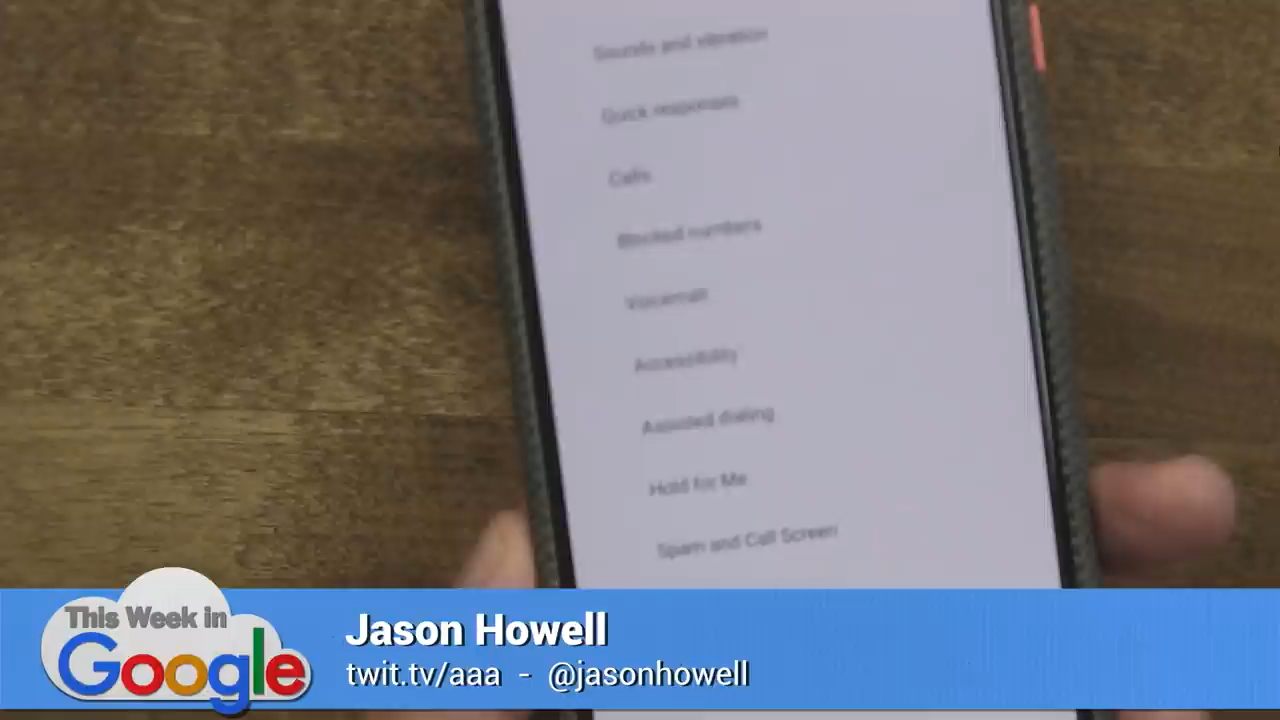 Sounds and vibration
Quick responses
Calls
Blocked numbers
Voicemail
Accessibility
Assisted dialing
Hold for Me
Spam and Call Screen
This Week in
Google
Jason Howell
twit.tv/aaa - @jasonhowell